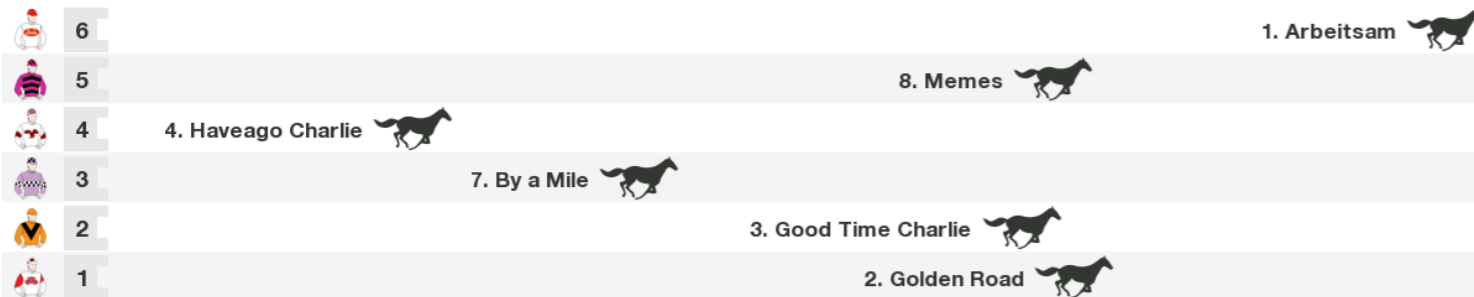 6 1. Arbeitsam
5 8. Memes
4 4. Haveago Charlie
3 7. By a Mile
2 3. Good Time Charlie
1 2. Golden Road